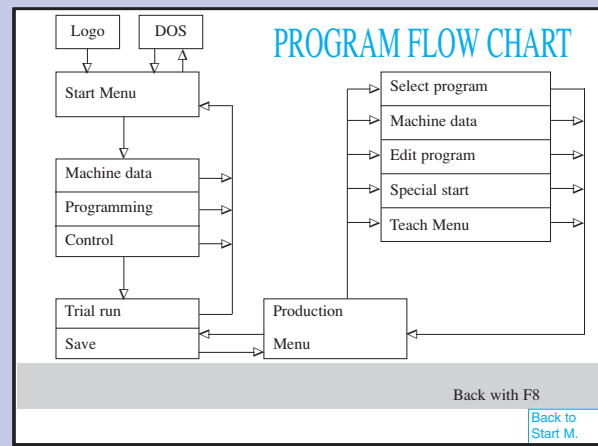 Logo
DOS
PROGRAM FLOW CHART
Start Menu
Select program
Machine data
Edit program
Special start
Teach Menu
Machine data
Programming
Control
Trial run
Save
Production
Menu
Back with F8
Back to
Start M.